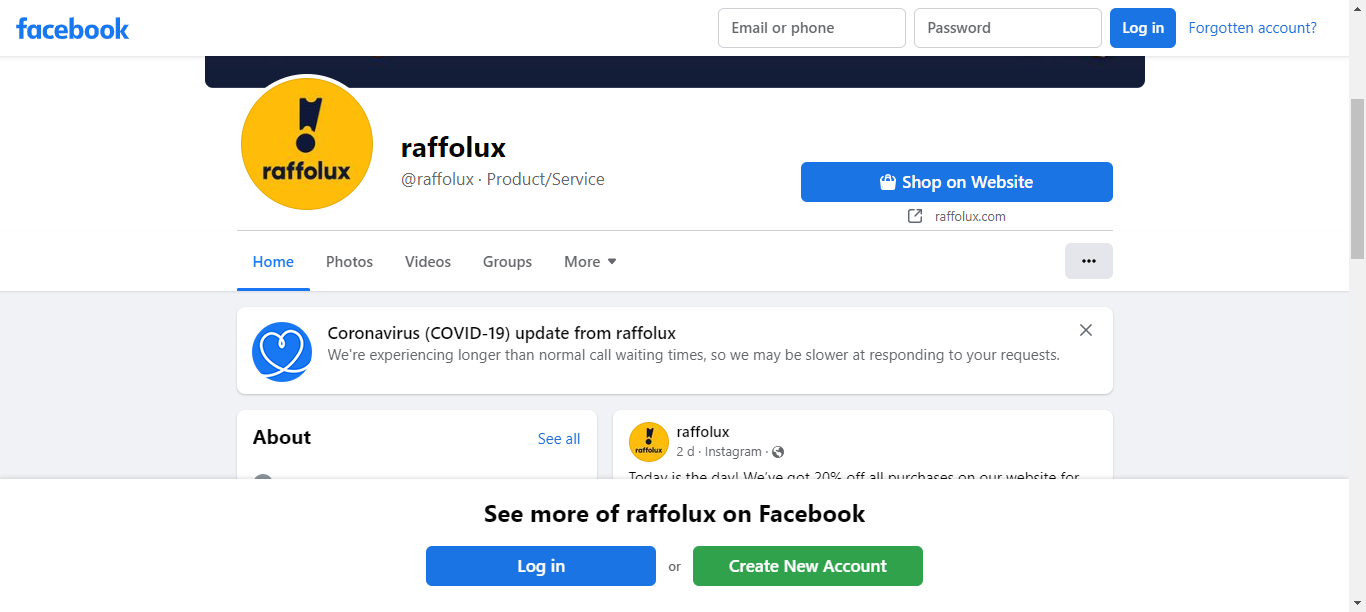 facebook
Email or phone
Password
Log in
Forgotten account?
raffolux
raffolux
@raffolux · Product/Service
Shop on Website
raffolux.com
Home
Photos
Videos
Groups
More
Coronavirus (COVID-19) update from raffolux
We're experiencing longer than normal call waiting times, so we may be slower at responding to your requests.
About
See all
raffolux
raffolux
2 d · Instagram ·
Today is the day! We've got 20% off all purchases on our website for
See more of raffolux on Facebook
Log in
or
Create New Account